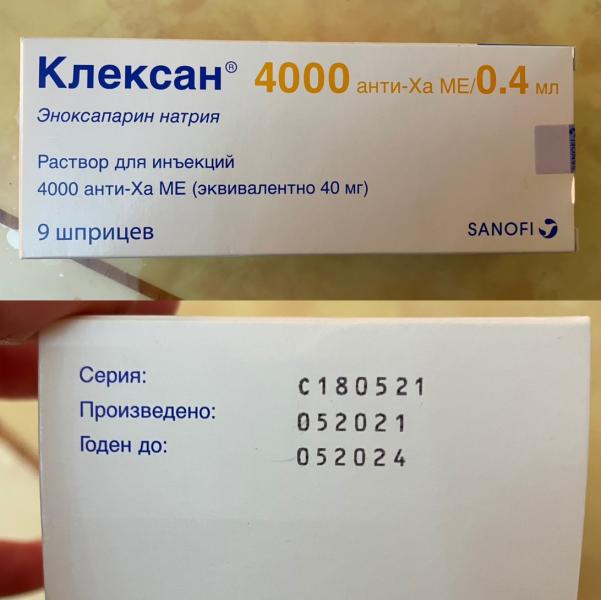 Клексан® 4000 анти-Ха МЕ/0.4 мл
Эноксапарин натрия
Раствор для инъекций
4000 анти-Ха МЕ (эквивалентно 40 мг)
9 шприцев
SANOFI
Серия: C180521
Произведено: 052021
Годен до: 052024